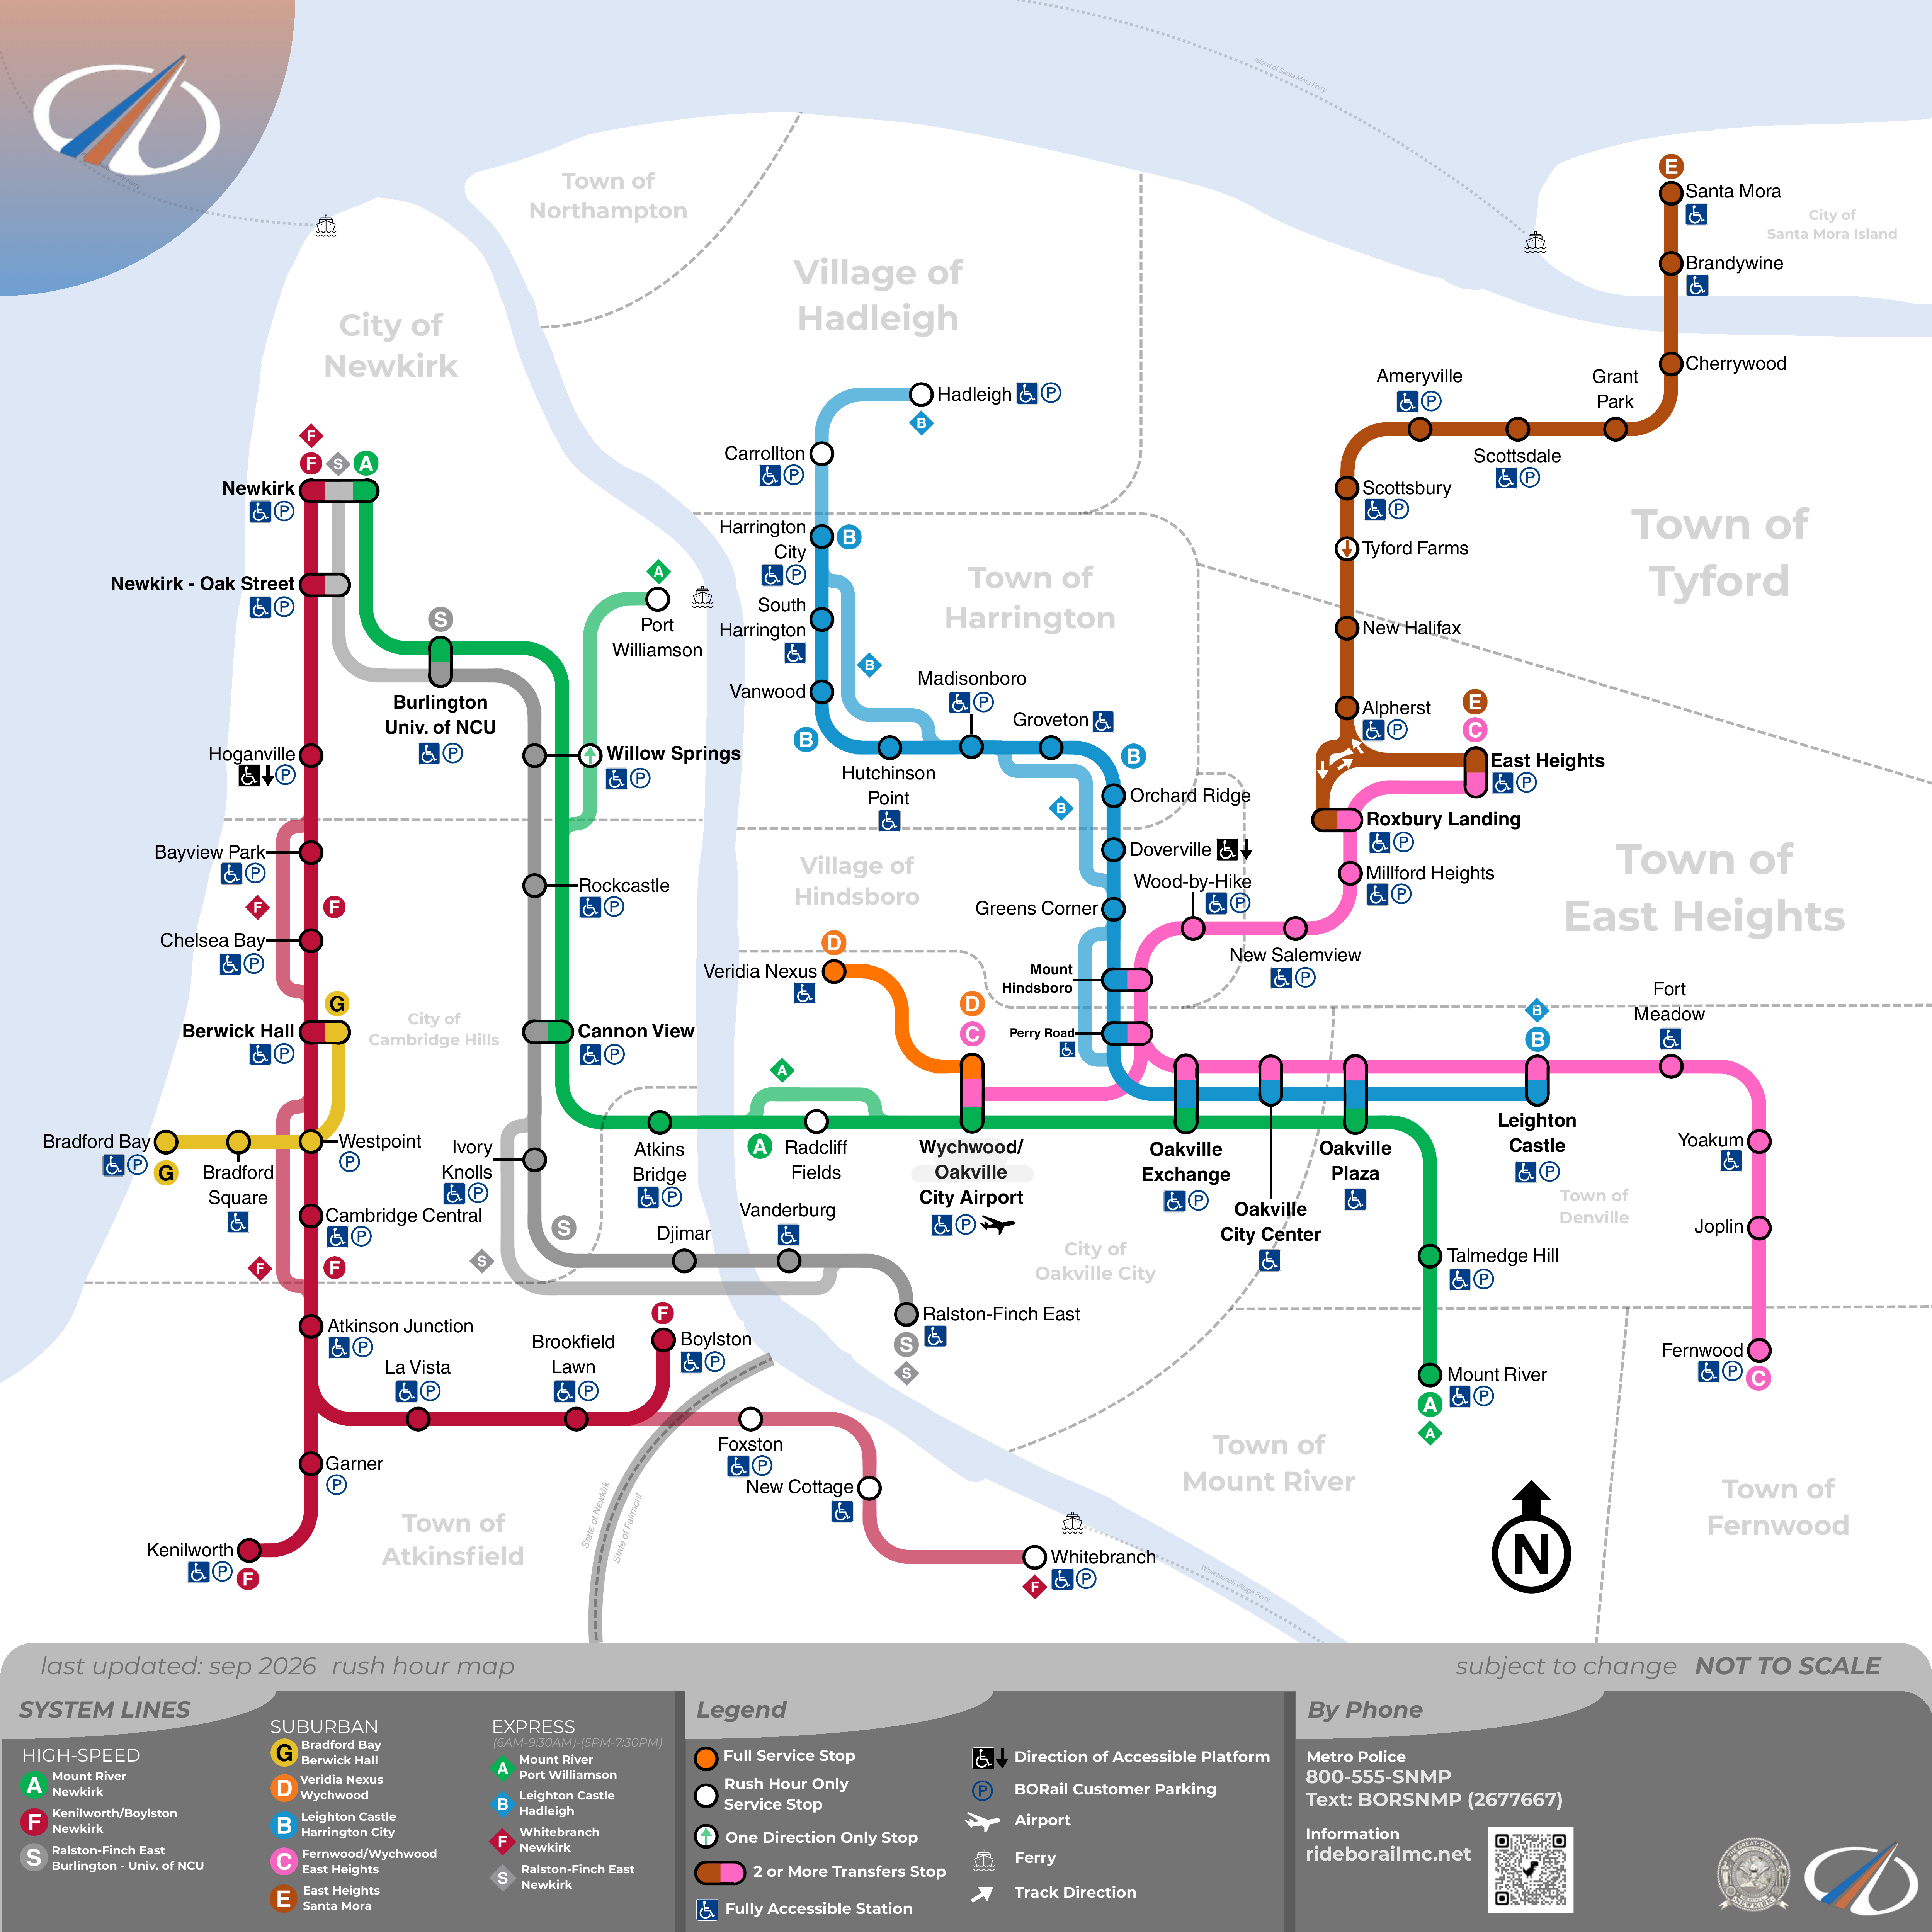 Island of Santa Mora Ferry
Ferry
Town of
Northampton
Village of
Hadleigh
City of
Newkirk
E
Santa Mora
City of
Santa Mora Island
Brandywine
Cherrywood
Ameryville
P
Grant
Park
Scottsdale
P
Scottsbury
P
Tyford Farms
Town of
Tyford
New Halifax
Alpherst
P
E
C
East Heights
P
Roxbury Landing
P
Millford Heights
P
Town of
East Heights
Hadleigh P
B
Carrollton
P
Harrington
City
B
P
South
Harrington
Vanwood
B
B
Town of
Harrington
Madisonboro
P
Groveton
B
Hutchinson
Point
B
Orchard Ridge
Doverville
Wood-by-Hike
P
Greens Corner
New Salemview
P
Mount
Hindsboro
Perry Road
F
F S A
Newkirk
P
Newkirk - Oak Street
P
S
Burlington
Univ. of NCU
P
A
Port
Williamson
Hoganville
P
Willow Springs
P
Bayview Park
P
F F
Rockcastle
P
Village of
Hindsboro
Chelsea Bay
P
D
Veridia Nexus
G
Berwick Hall
P
City of
Cambridge Hills
Cannon View
P
D
C
A
B
B
Fort
Meadow
Bradford Bay
P
G
Bradford
Square
Westpoint
P
Ivory
Knolls
P
Atkins
Bridge
P
A
Radcliff
Fields
Wychwood/
Oakville
City Airport
P
Oakville
Exchange
P
Oakville
City Center
Oakville
Plaza
Leighton
Castle
P
Town of
Denville
Yoakum
Joplin
Cambridge Central
P
F F
S
S
Djimar
Vanderburg
City of
Oakville City
Talmedge Hill
P
Atkinson Junction
P
F
Boylston
P
Ralston-Finch East
S
S
La Vista
P
Brookfield
Lawn
P
Mount River
P
A
A
Fernwood
P C
Garner
P
Foxston
P
New Cottage
Town of
Mount River
Town of
Fernwood
Town of
Atkinsfield
State of Newkirk
State of Fairmont
Kenilworth
P F
Whitebranch
F P
Whitebranch Village Ferry
N
last updated: sep 2026 rush hour map
subject to change NOT TO SCALE
SYSTEM LINES
HIGH-SPEED
A Mount River
Newkirk
F Kenilworth/Boylston
Newkirk
S Ralston-Finch East
Burlington - Univ. of NCU
SUBURBAN
G Bradford Bay
Berwick Hall
D Veridia Nexus
Wychwood
B Leighton Castle
Harrington City
C Fernwood/Wychwood
East Heights
E East Heights
Santa Mora
EXPRESS
(6AM-9:30AM)-(5PM-7:30PM)
A Mount River
Port Williamson
B Leighton Castle
Hadleigh
F Whitebranch
Newkirk
S Ralston-Finch East
Newkirk
Legend
Full Service Stop
Rush Hour Only
Service Stop
One Direction Only Stop
2 or More Transfers Stop
Fully Accessible Station
Direction of Accessible Platform
P BORail Customer Parking
Airport
Ferry
Track Direction
By Phone
Metro Police
800-555-SNMP
Text: BORSNMP (2677667)
Information
rideborailmc.net